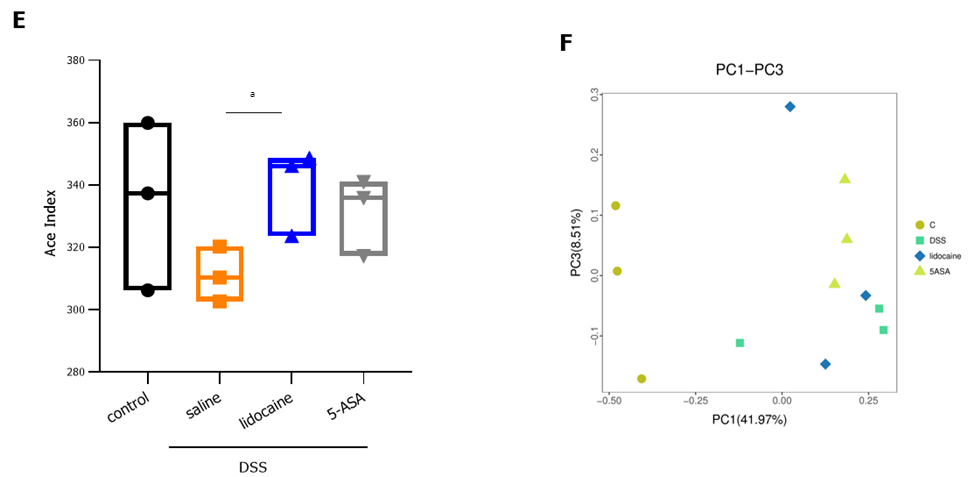 E
380
360
340
320
300
280
Ace Index
a
control
saline
lidocaine
5-ASA
DSS
F
PC1−PC3
0.3
0.2
0.1
0.0
−0.1
PC3(8.51%)
−0.50
−0.25
0.00
0.25
PC1(41.97%)
C
DSS
lidocaine
5ASA